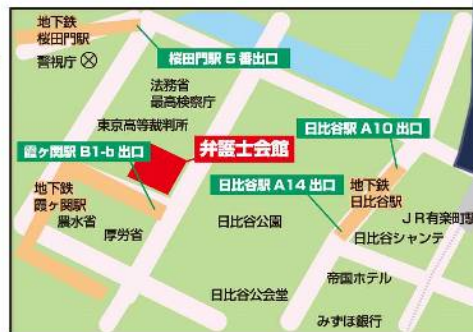 地下鉄
桜田門駅
桜田門駅 5 番出口
警視庁
法務省
最高検察庁
東京高等裁判所
弁護士会館
日比谷駅 A10 出口
霞ヶ関駅 B1-b 出口
日比谷駅 A14 出口
地下鉄
霞ヶ関駅
農水省
厚労省
日比谷公園
地下鉄
日比谷駅
JR有楽町駅
日比谷シャンテ
帝国ホテル
日比谷公会堂
みずほ銀行